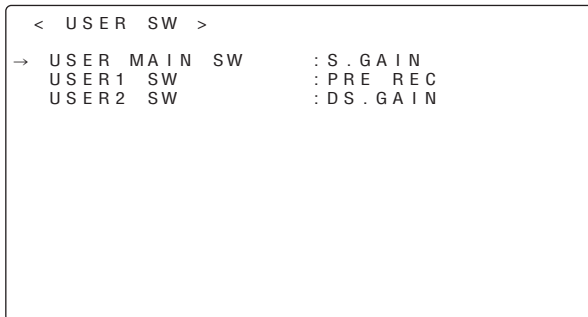 < USER SW >
→ USER MAIN SW :S.GAIN
USER1 SW :PRE REC
USER2 SW :DS.GAIN